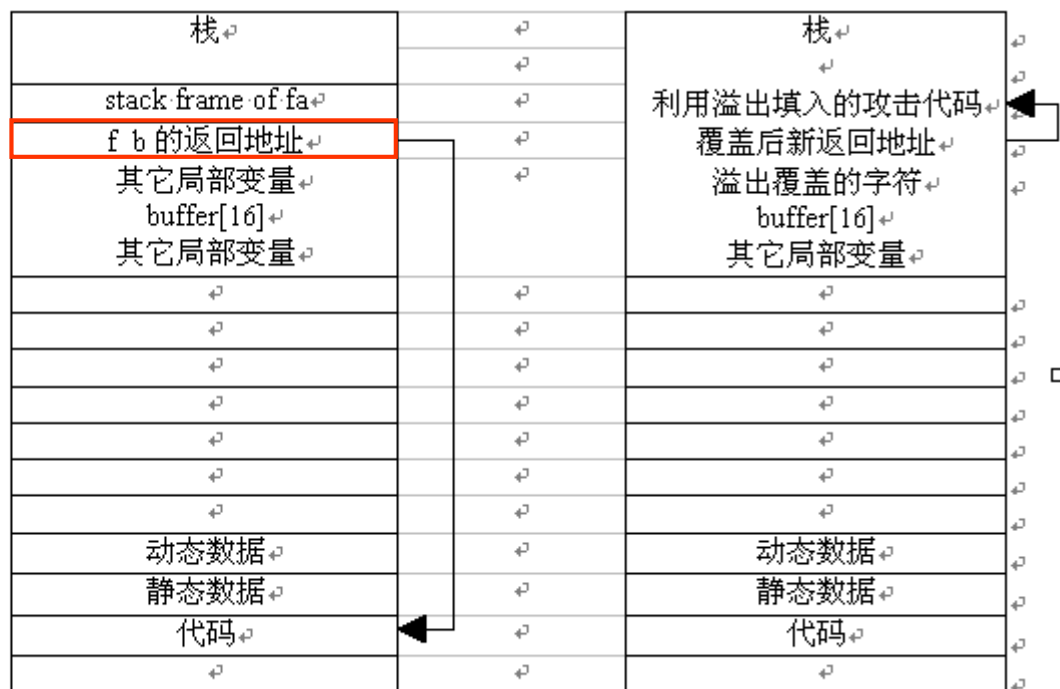 栈
stack frame of fa
f b 的返回地址
其它局部变量
buffer[16]
其它局部变量
动态数据
静态数据
代码
栈
利用溢出填入的攻击代码
覆盖后新返回地址
溢出覆盖的字符
buffer[16]
其它局部变量
动态数据
静态数据
代码